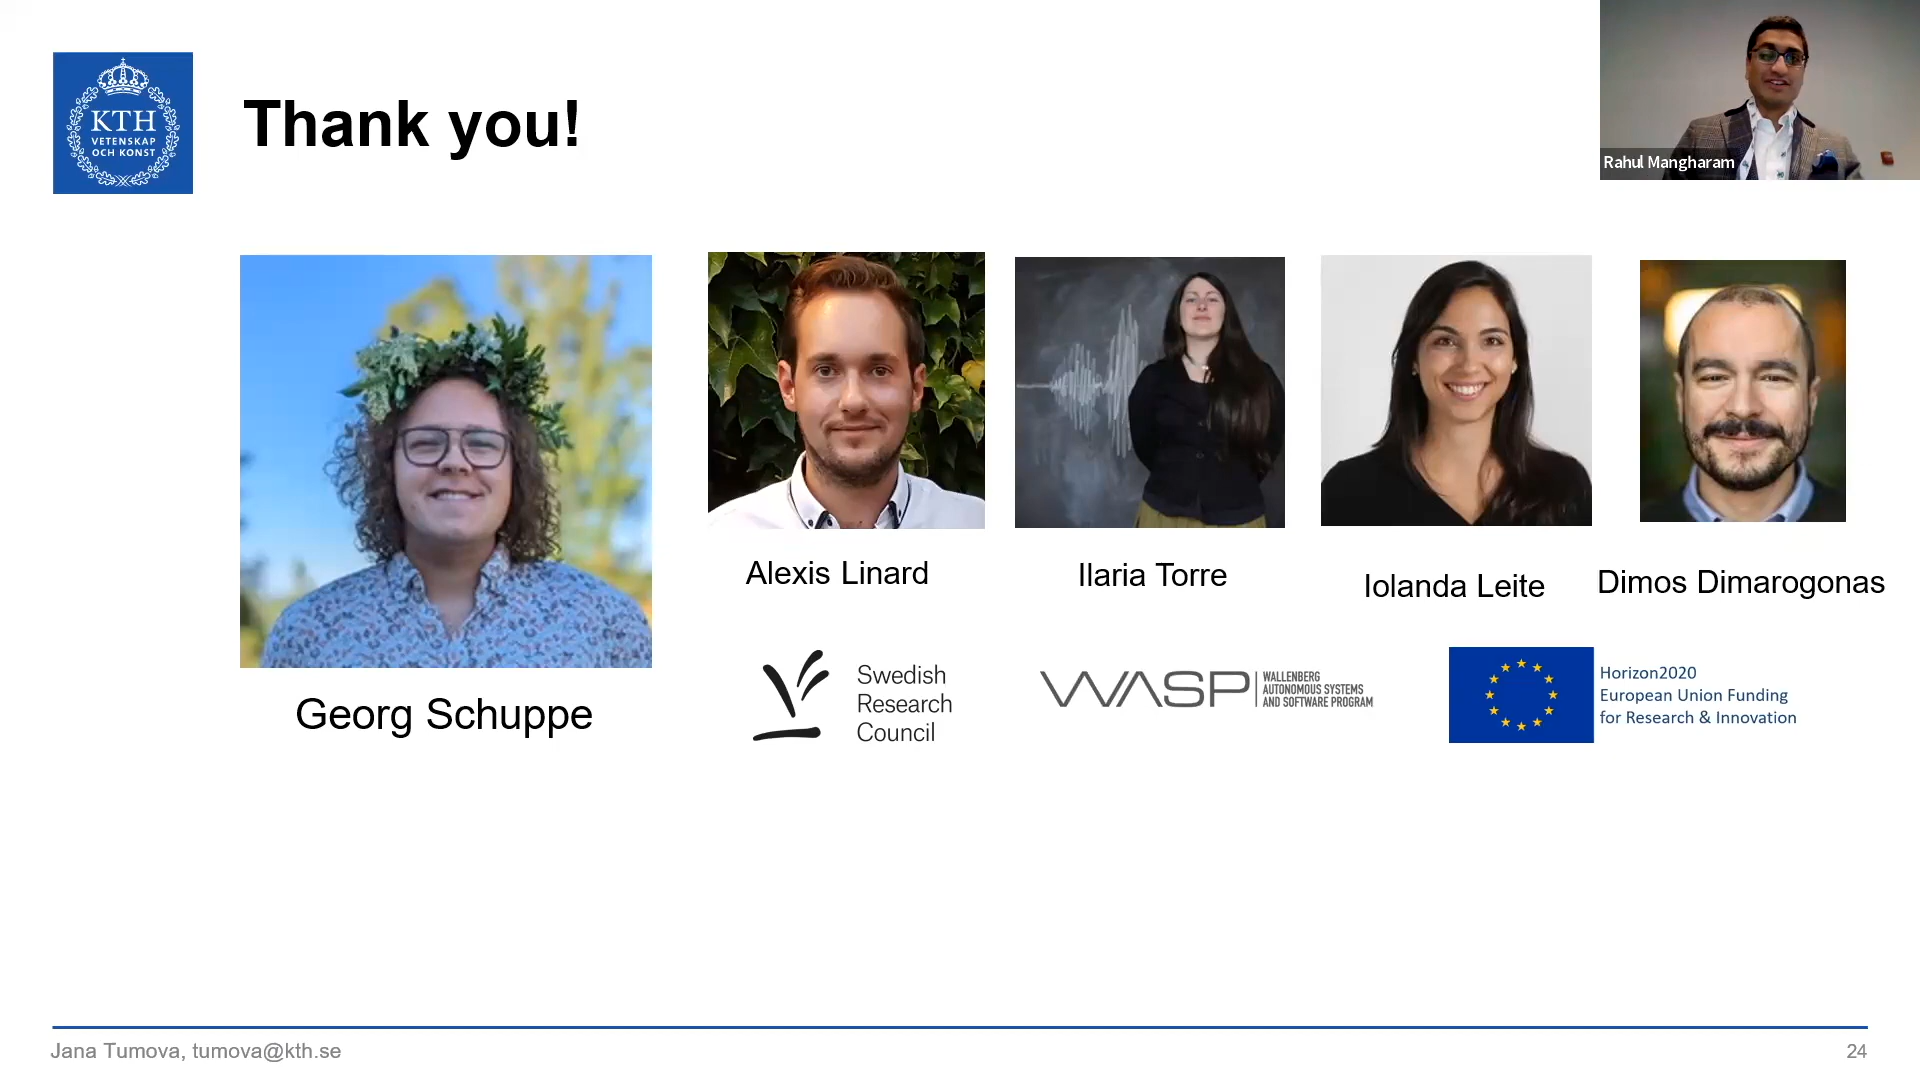 KTH
VETENSKAP
OCH KONST
Thank you!
Rahul Mangharam
Georg Schuppe
Alexis Linard
Ilaria Torre
Iolanda Leite
Dimos Dimarogonas
Swedish
Research
Council
WASP
WALLENBERG
AUTONOMOUS SYSTEMS
AND SOFTWARE PROGRAM
Horizon2020
European Union Funding
for Research & Innovation
Jana Tumova, tumova@kth.se
24